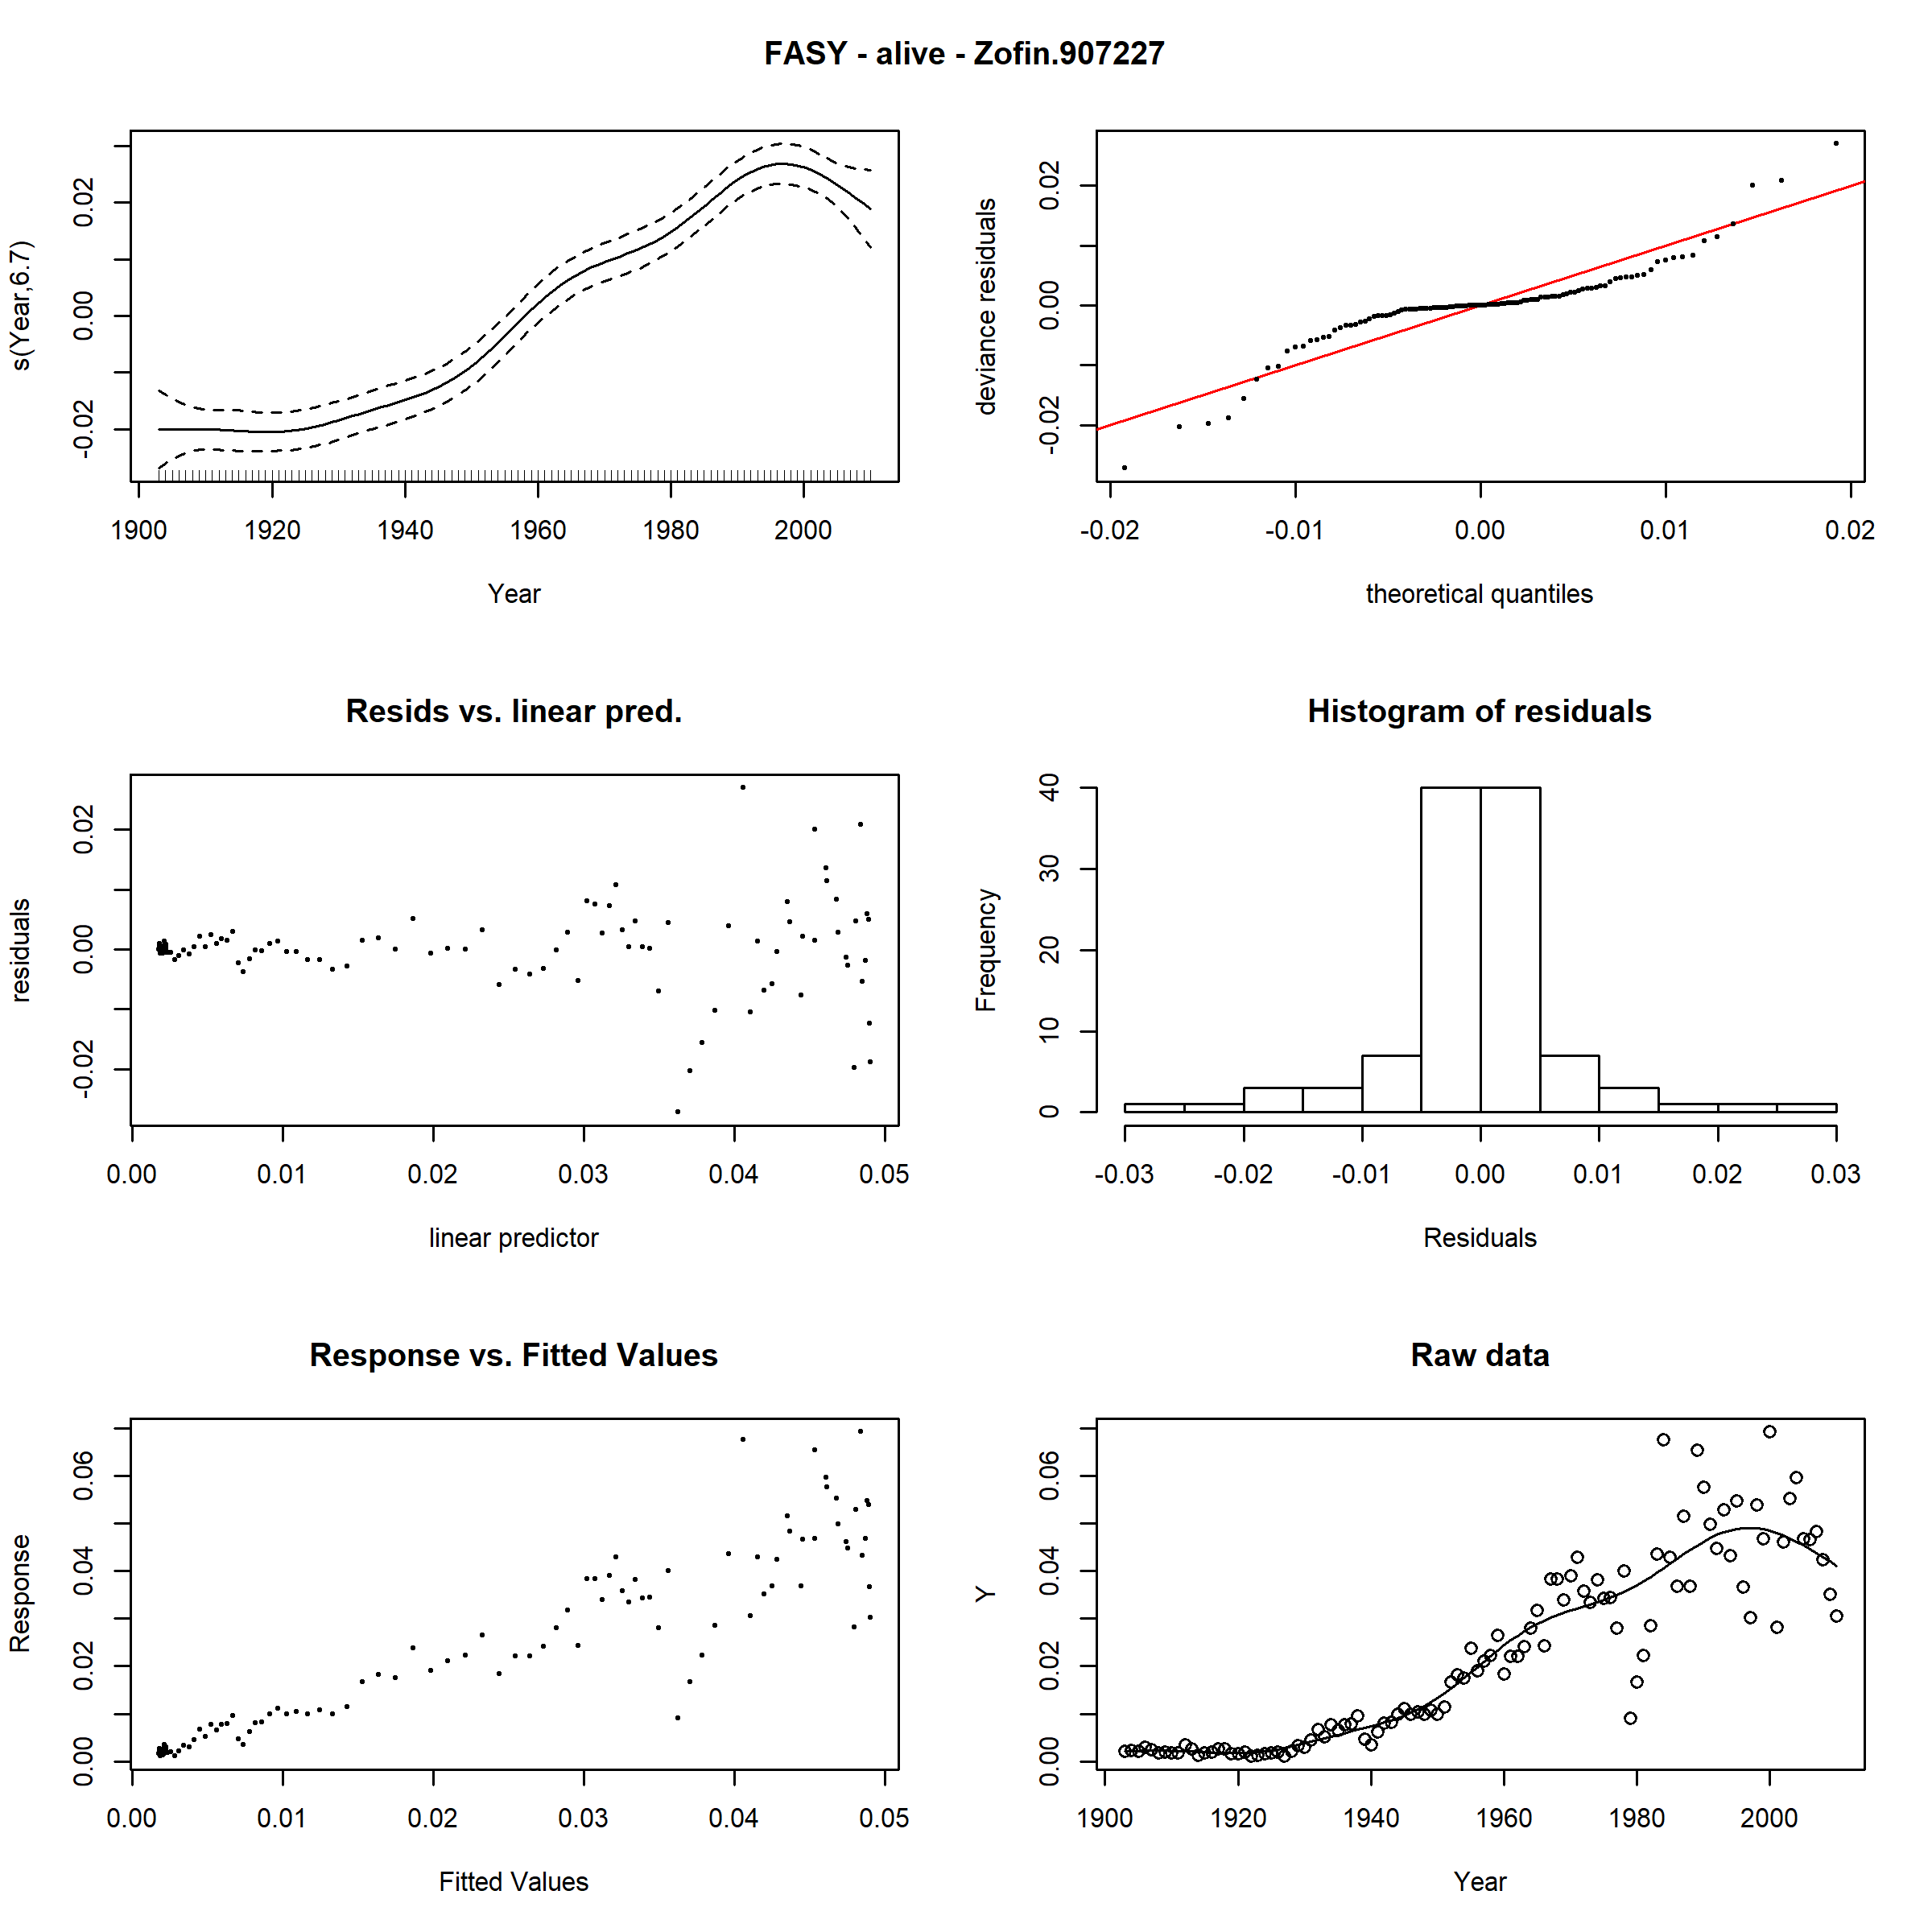 FASY - alive - Zofin.907227
s(Year,6.7)
0.02
0.00
-0.02
1900 1920 1940 1960 1980 2000
Year
deviance residuals
0.02
0.00
-0.02
-0.02 -0.01 0.00 0.01 0.02
theoretical quantiles
Resids vs. linear pred.
residuals
0.02
0.00
-0.02
0.00 0.01 0.02 0.03 0.04 0.05
linear predictor
Histogram of residuals
Frequency
40
30
20
10
0
-0.03 -0.02 -0.01 0.00 0.01 0.02 0.03
Residuals
Response vs. Fitted Values
Response
0.06
0.04
0.02
0.00
0.00 0.01 0.02 0.03 0.04 0.05
Fitted Values
Raw data
Y
0.06
0.04
0.02
0.00
1900 1920 1940 1960 1980 2000
Year